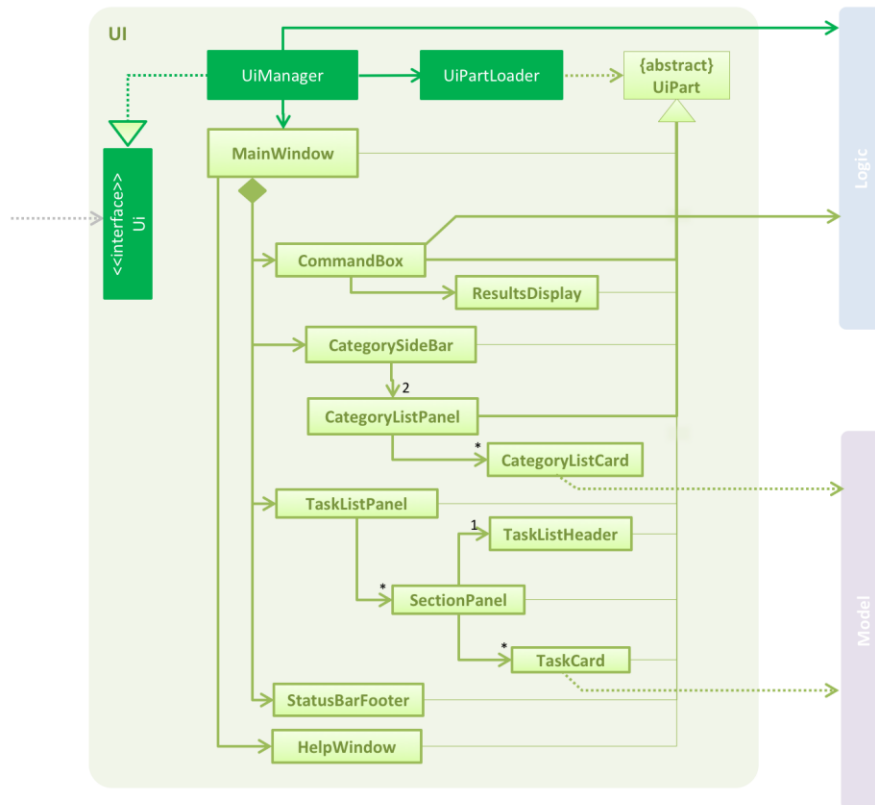 UI
UiManager
UiPartLoader
{abstract}
UiPart
MainWindow
<<interface>>
Ui
Logic
CommandBox
ResultsDisplay
CategorySideBar
2
CategoryListPanel
*
CategoryListCard
TaskListPanel
1
TaskListHeader
*
SectionPanel
*
TaskCard
Model
StatusBarFooter
HelpWindow